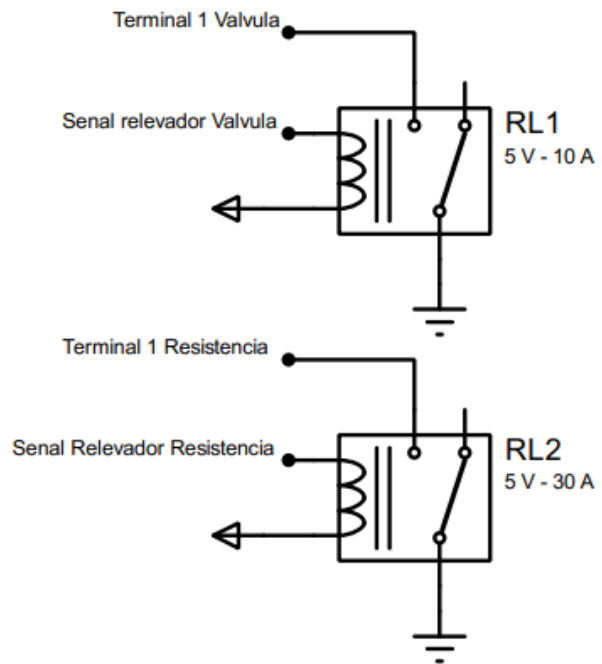 Terminal 1 Valvula
Senal relevador Valvula
RL1
5 V - 10 A
Terminal 1 Resistencia
Senal Relevador Resistencia
RL2
5 V - 30 A